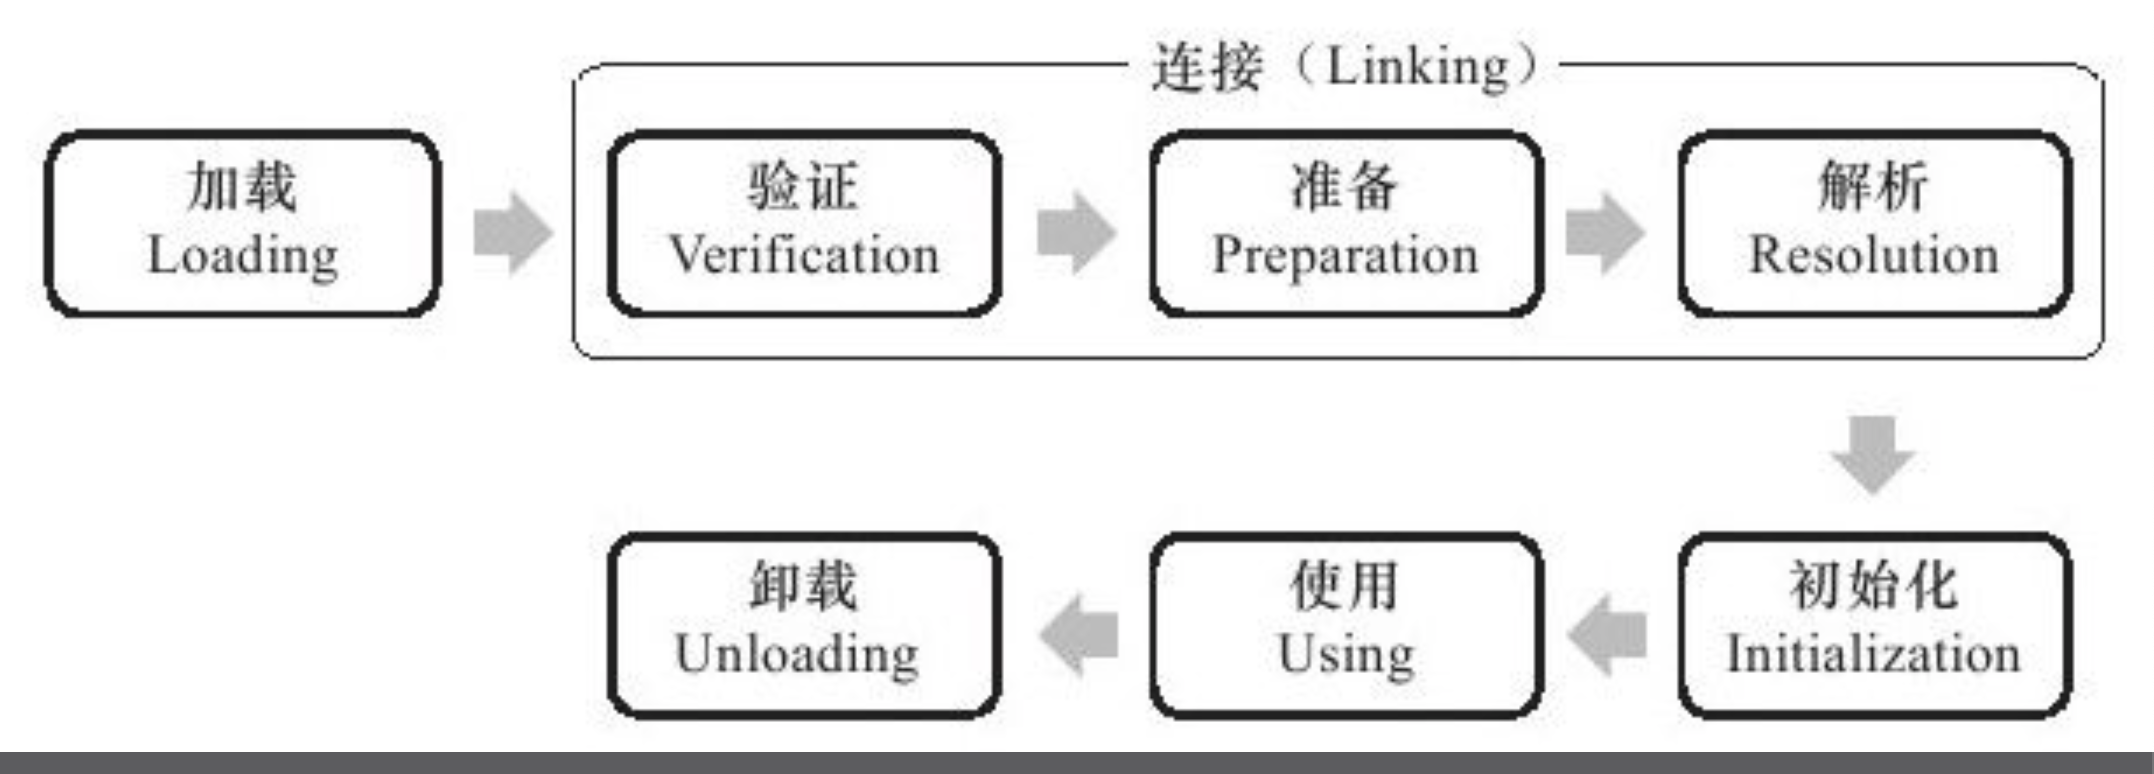 连接（Linking）
加载
Loading
验证
Verification
准备
Preparation
解析
Resolution
初始化
Initialization
使用
Using
卸载
Unloading